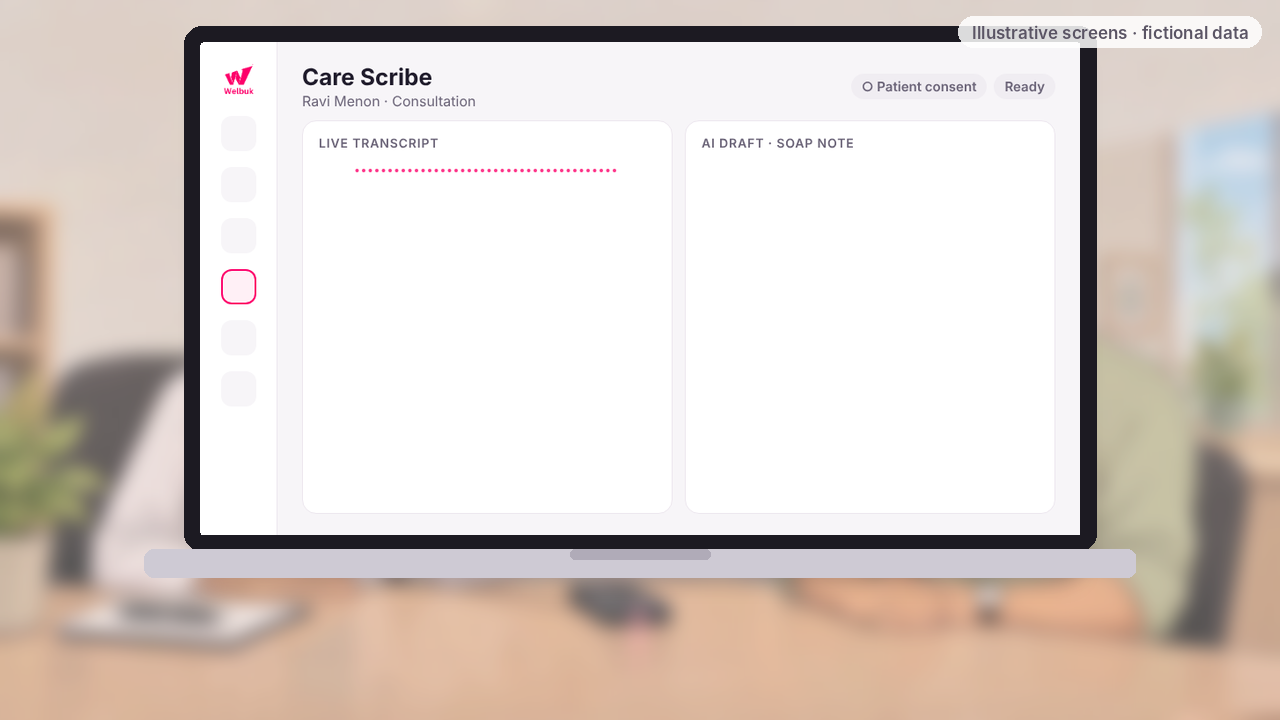 Illustrative screens · fictional data
Welbuk
Care Scribe
Ravi Menon · Consultation
Patient consent
Ready
LIVE TRANSCRIPT
AI DRAFT · SOAP NOTE